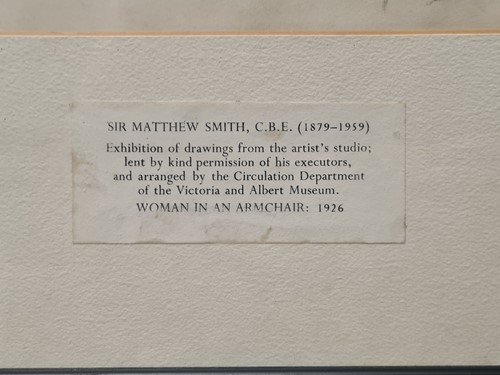 SIR MATTHEW SMITH, C.B.E. (1879–1959)
Exhibition of drawings from the artist's studio;
lent by kind permission of his executors,
and arranged by the Circulation Department
of the Victoria and Albert Museum.
WOMAN IN AN ARMCHAIR: 1926